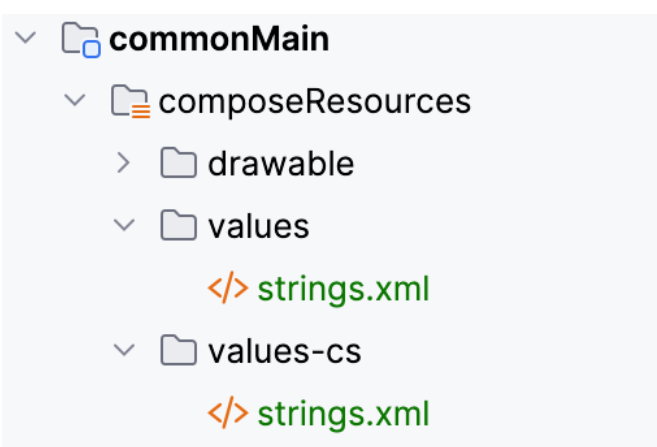 commonMain
composeResources
drawable
values
</> strings.xml
values-cs
</> strings.xml